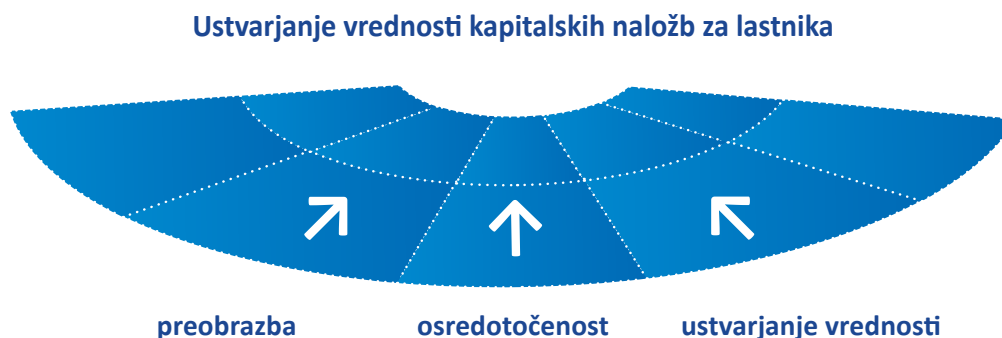 Ustvarjanje vrednosti kapitalskih naložb za lastnika
preobrazba osredotočenost ustvarjanje vrednosti